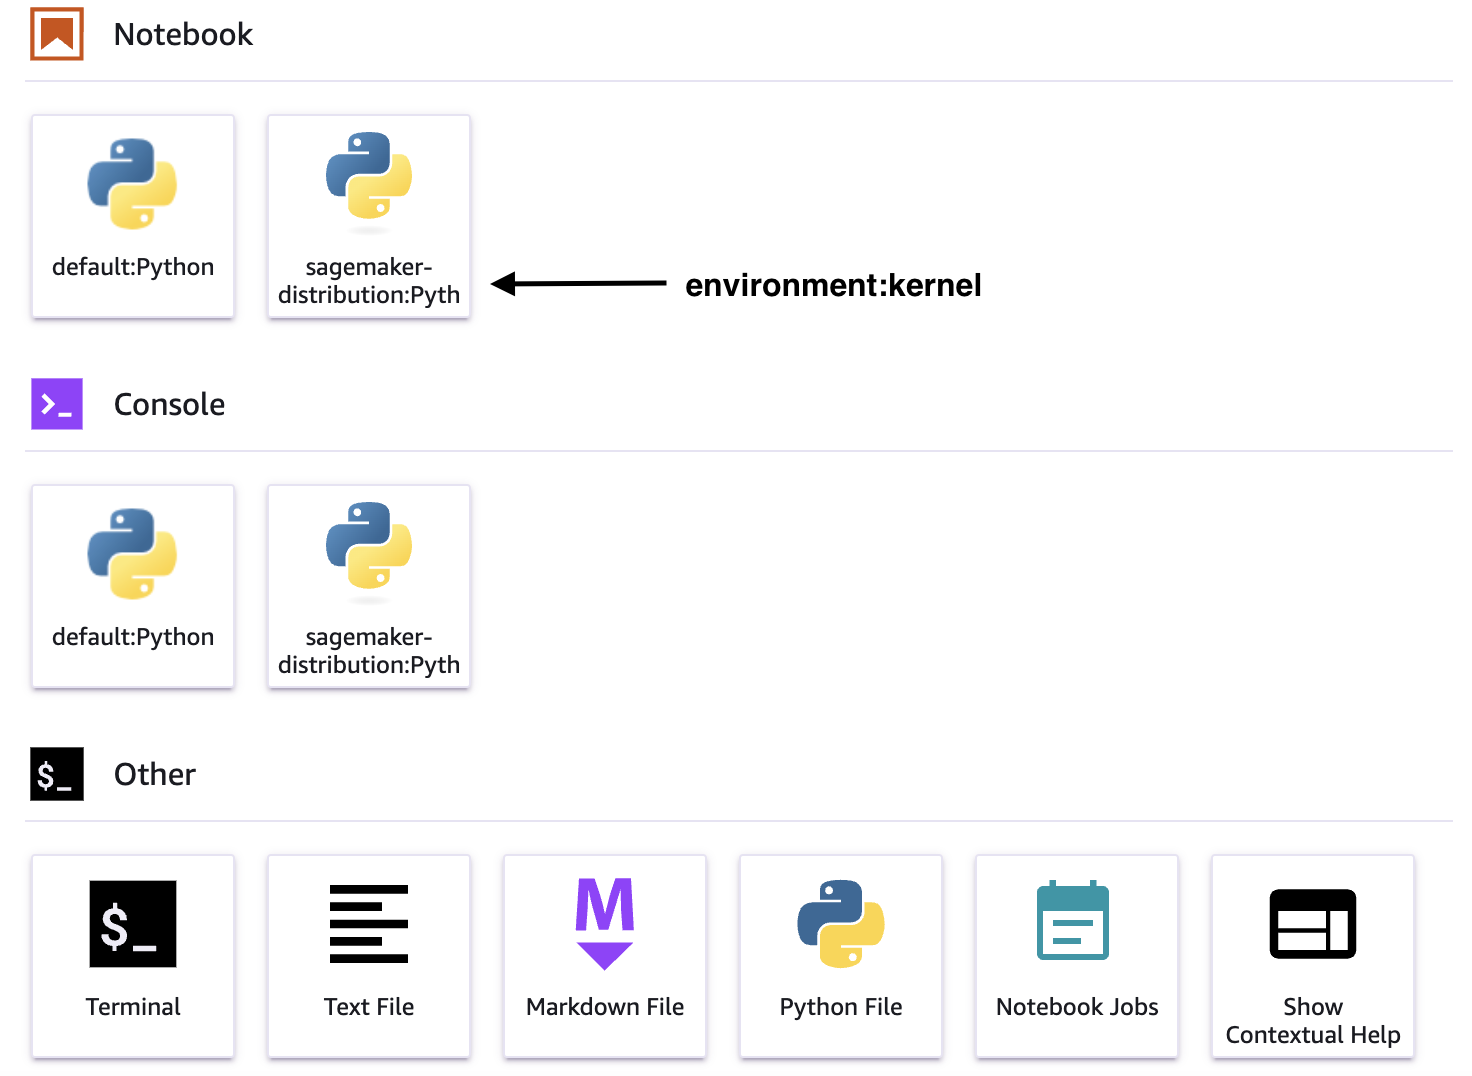 Notebook
default:Python
sagemaker-
distribution:Pyth
environment:kernel
Console
default:Python
sagemaker-
distribution:Pyth
$_
Other
$_
Terminal
Text File
M
Markdown File
Python File
Notebook Jobs
Show
Contextual Help